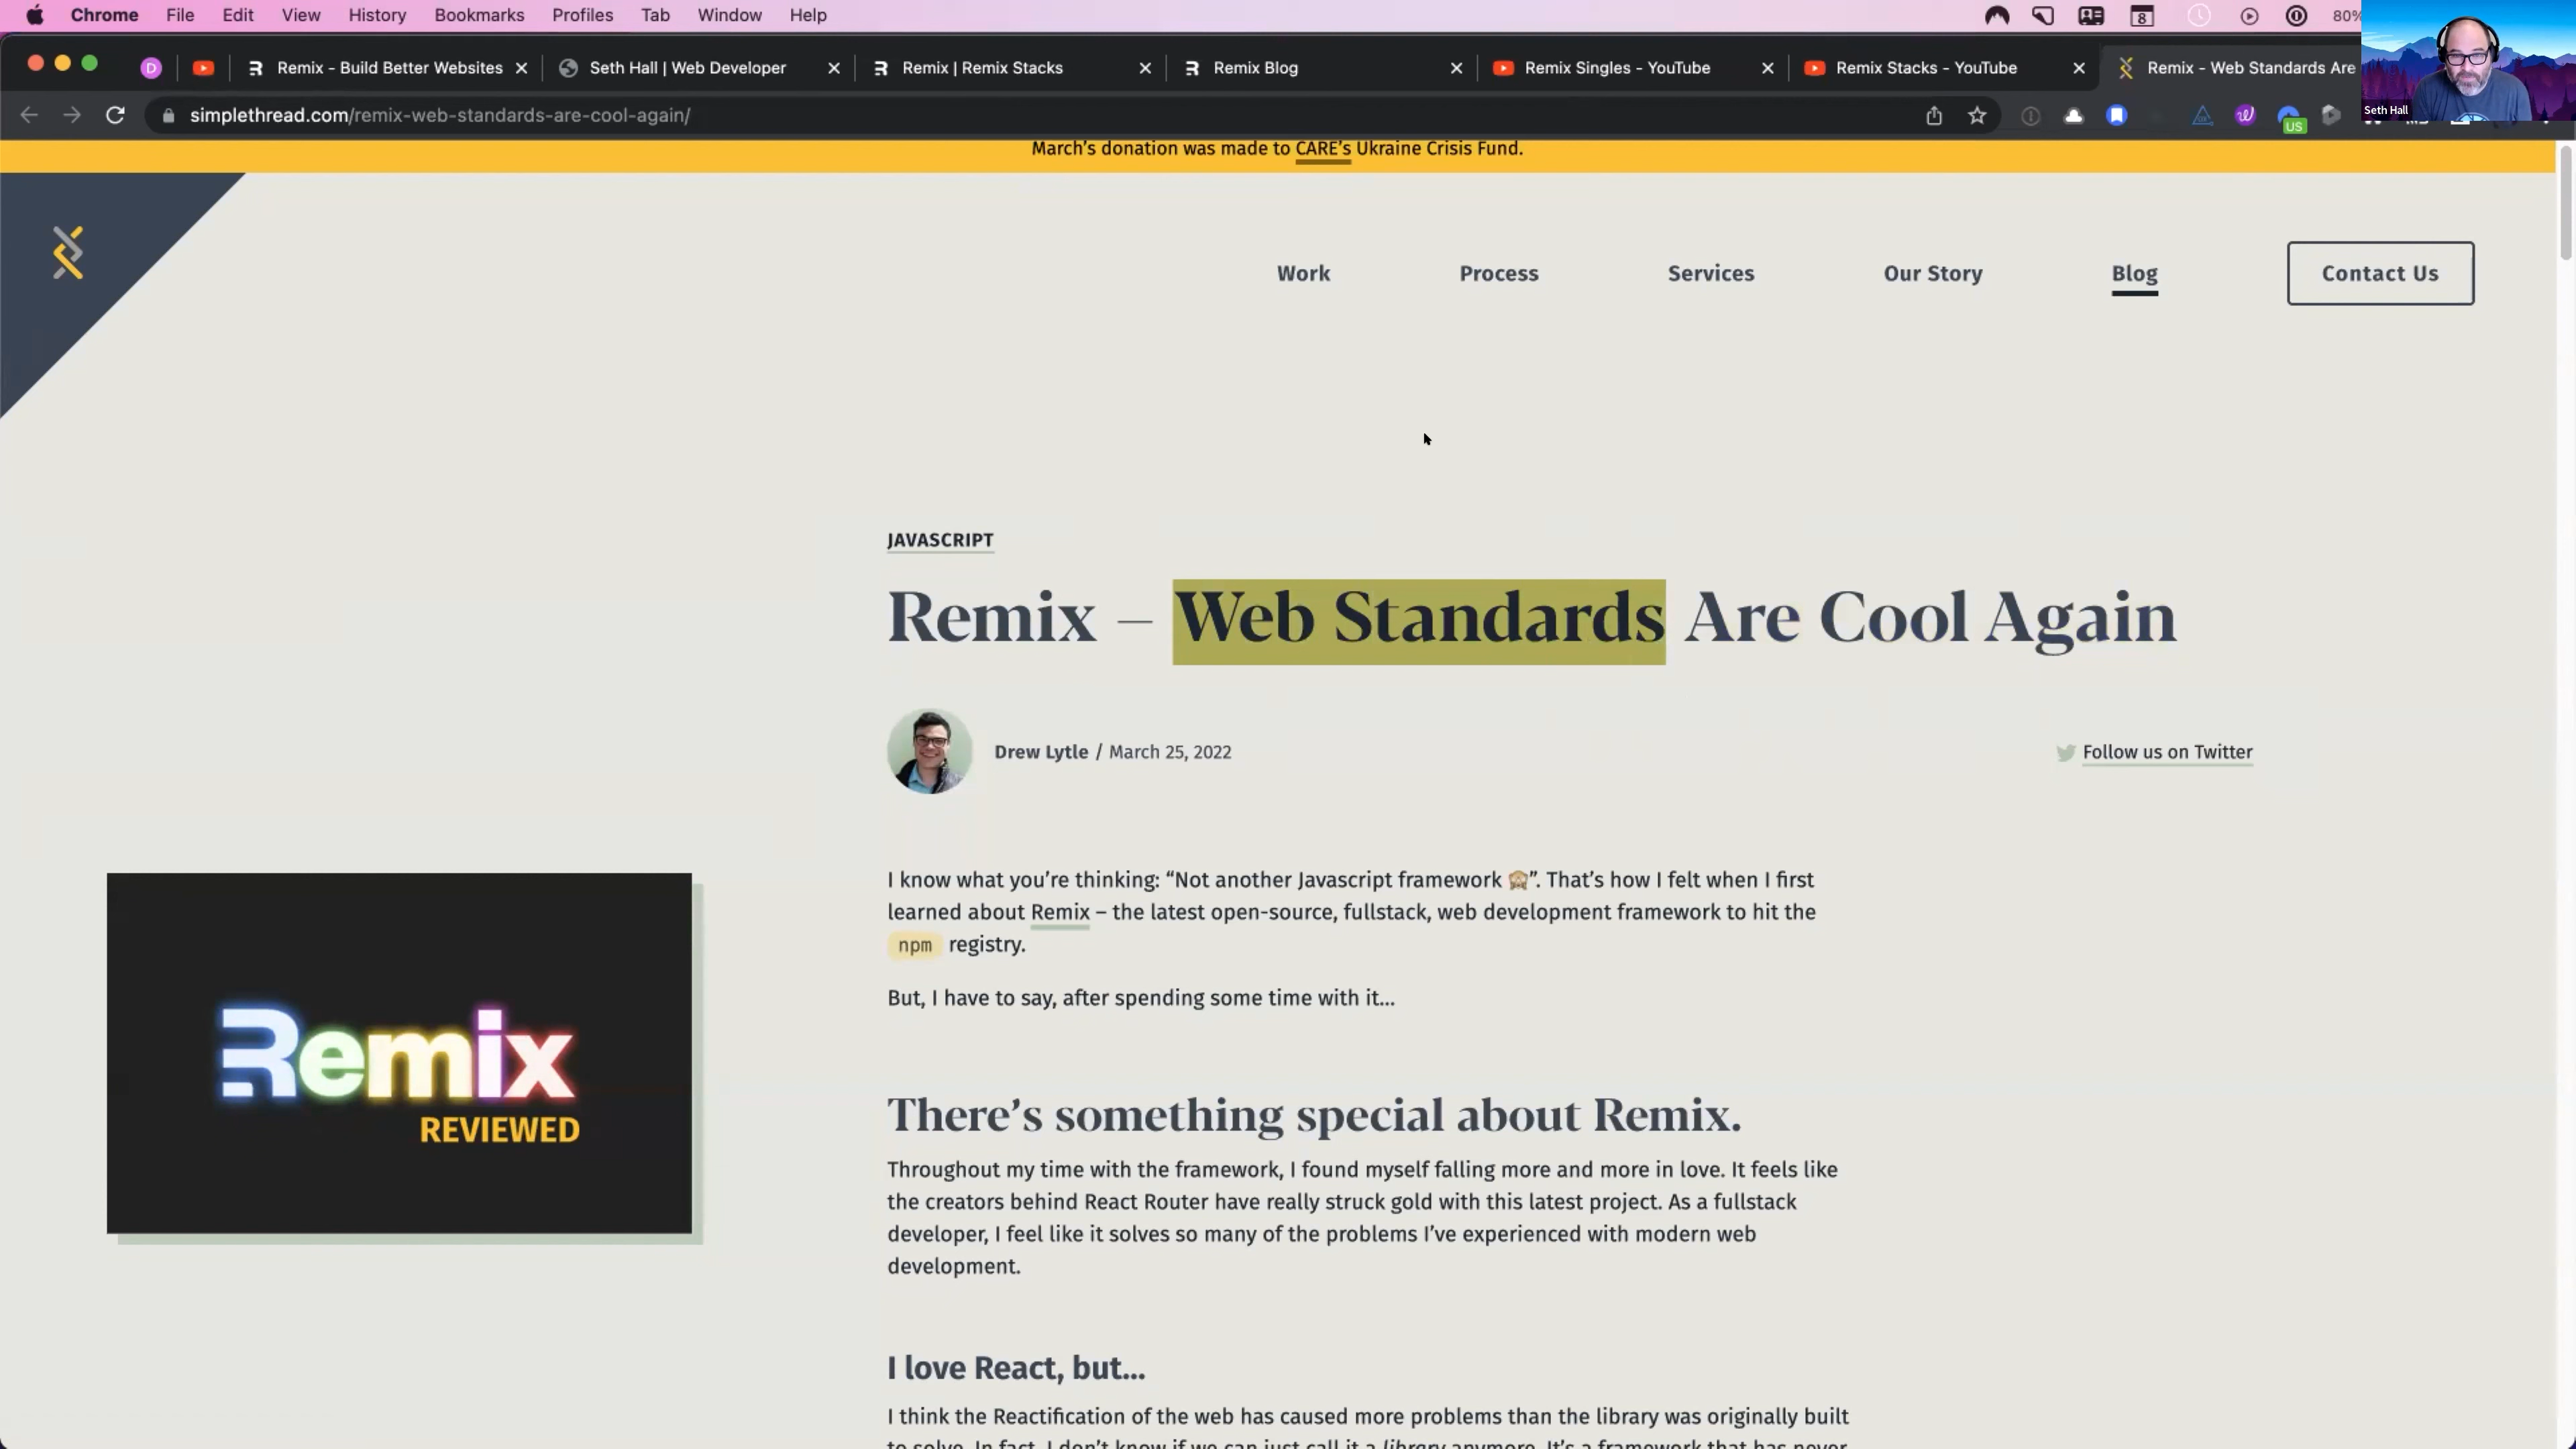 Chrome File Edit View History Bookmarks Profiles Tab Window Help
8
80%
D
Remix - Build Better Websites
Seth Hall | Web Developer
Remix | Remix Stacks
Remix Blog
Remix Singles - YouTube
Remix Stacks - YouTube
Remix - Web Standards Are
Seth Hall
simplethread.com/remix-web-standards-are-cool-again/
US
March’s donation was made to CARE’s Ukraine Crisis Fund.
Work Process Services Our Story Blog Contact Us
JAVASCRIPT
Remix – Web Standards Are Cool Again
Drew Lytle / March 25, 2022
Follow us on Twitter
I know what you’re thinking: “Not another Javascript framework 🙈”. That’s how I felt when I first
learned about Remix – the latest open-source, fullstack, web development framework to hit the
npm registry.
But, I have to say, after spending some time with it…
Remix
REVIEWED
There’s something special about Remix.
Throughout my time with the framework, I found myself falling more and more in love. It feels like
the creators behind React Router have really struck gold with this latest project. As a fullstack
developer, I feel like it solves so many of the problems I’ve experienced with modern web
development.
I love React, but…
I think the Reactification of the web has caused more problems than the library was originally built
to solve. In fact, I don’t know if we can just call it a library anymore. It’s a framework that has never